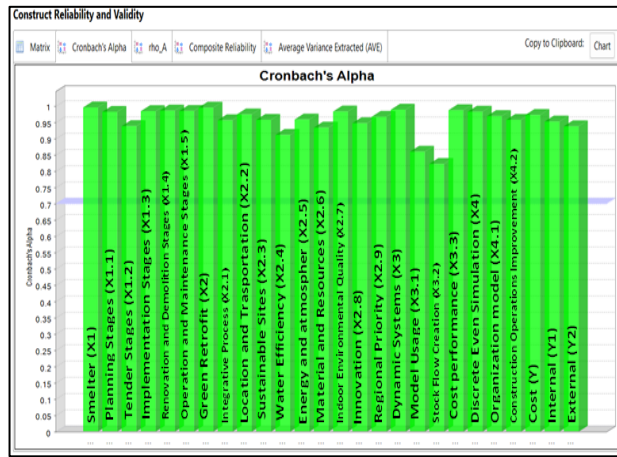 Construct Reliability and Validity
Matrix
Cronbach's Alpha
rho_A
Composite Reliability
Average Variance Extracted (AVE)
Copy to Clipboard:
Chart
Cronbach's Alpha
1
0.95
0.9
0.85
0.8
0.75
0.7
0.65
0.6
0.55
0.5
0.45
0.4
0.35
0.3
0.25
0.2
0.15
0.1
0.05
0
Cronbach's Alpha
Smelter (X1)
Planning Stages (X1.1)
Tender Stages (X1.2)
Implementation Stages (X1.3)
Renovation and Demolition Stages (X1.4)
Operation and Maintenance Stages (X1.5)
Green Retrofit (X2)
Integrative Process (X2.1)
Location and Trasportation (X2.2)
Sustainable Sites (X2.3)
Water Efficiency (X2.4)
Energy and atmospher (X2.5)
Material and Resources (X2.6)
Indoor Environmental Quality (X2.7)
Innovation (X2.8)
Regional Priority (X2.9)
Dynamic Systems (X3)
Model Usage (X3.1)
Stock Flow Creation (X3.2)
Cost performance (X3.3)
Discrete Even Simulation (X4)
Organization model (X4.1)
Construction Operations Improvement (X4.2)
Cost (Y)
Internal (Y1)
External (Y2)
... ... ... ... ... ... ... ... ... ... ... ... ... ... ... ... ... ... ... ... ... ... ... ... ... ...